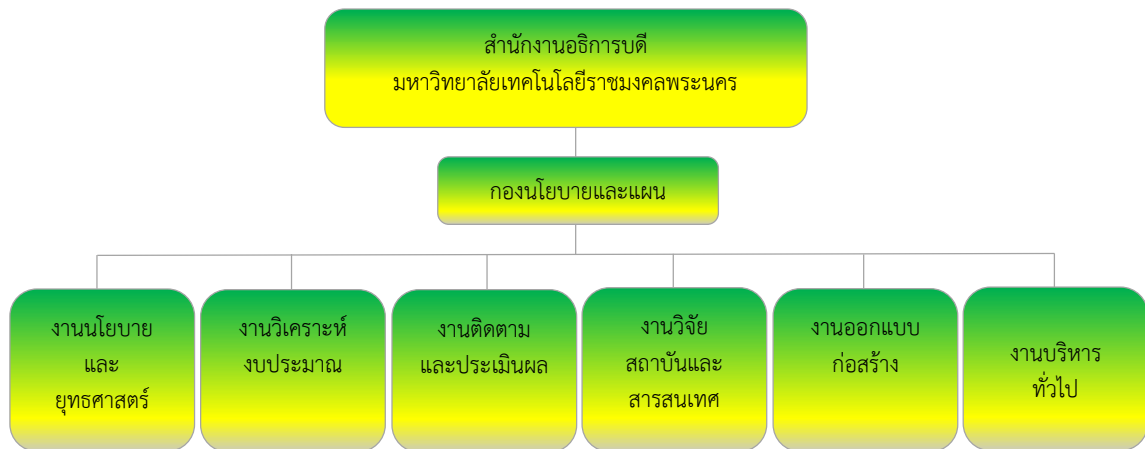 สำนักงานอธิการบดี
มหาวิทยาลัยเทคโนโลยีราชมงคลพระนคร
กองนโยบายและแผน
งานนโยบาย
และ
ยุทธศาสตร์
งานวิเคราะห์
งบประมาณ
งานติดตาม
และประเมินผล
งานวิจัย
สถาบันและ
สารสนเทศ
งานออกแบบ
ก่อสร้าง
งานบริหาร
ทั่วไป